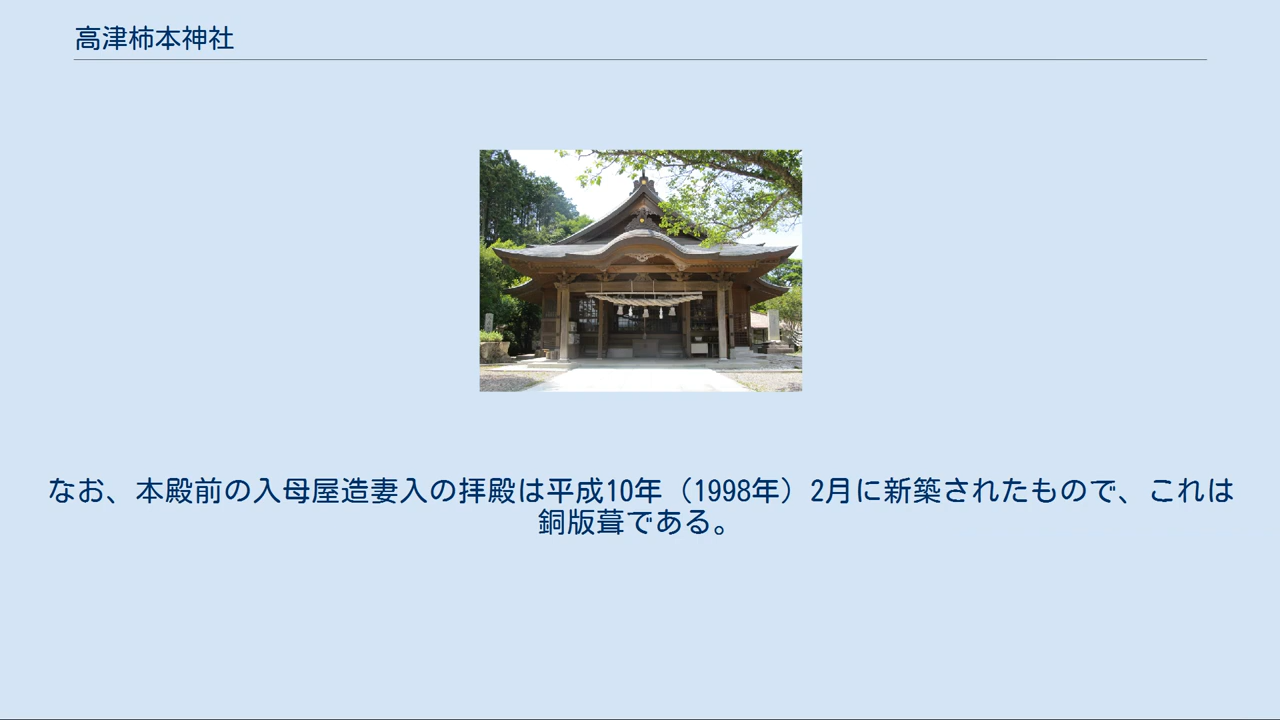 高津柿本神社
なお、本殿前の入母屋造妻入の拝殿は平成10年（1998年）2月に新築されたもので、これは
銅版葺である。